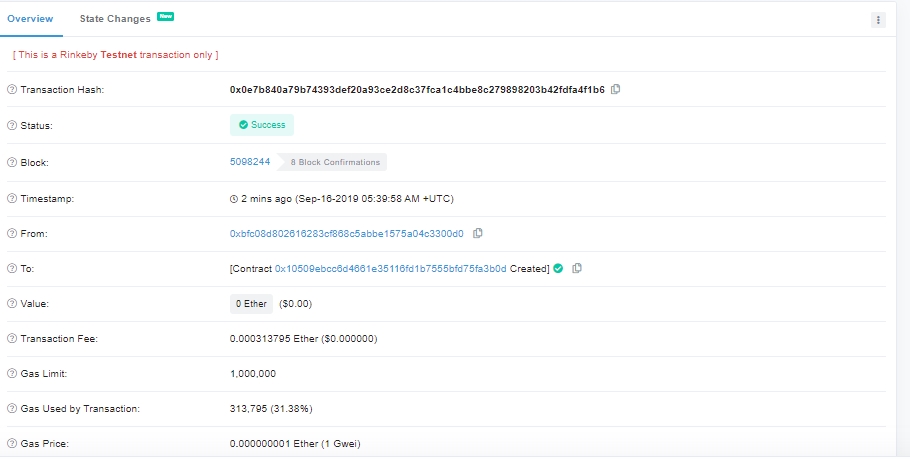 Overview State Changes New
[ This is a Rinkeby Testnet transaction only ]
Transaction Hash: 0x0e7b840a79b74393def20a93ce2d8c37fca1c4bbe8c279898203b42fdfa4f1b6
Status: Success
Block: 5098244 8 Block Confirmations
Timestamp: 2 mins ago (Sep-16-2019 05:39:58 AM +UTC)
From: 0xbfc08d802616283cf868c5abbe1575a04c3300d0
To: [Contract 0x10509ebcc6d4661e35116fd1b7555bfd75fa3b0d Created]
Value: 0 Ether ($0.00)
Transaction Fee: 0.000313795 Ether ($0.000000)
Gas Limit: 1,000,000
Gas Used by Transaction: 313,795 (31.38%)
Gas Price: 0.000000001 Ether (1 Gwei)